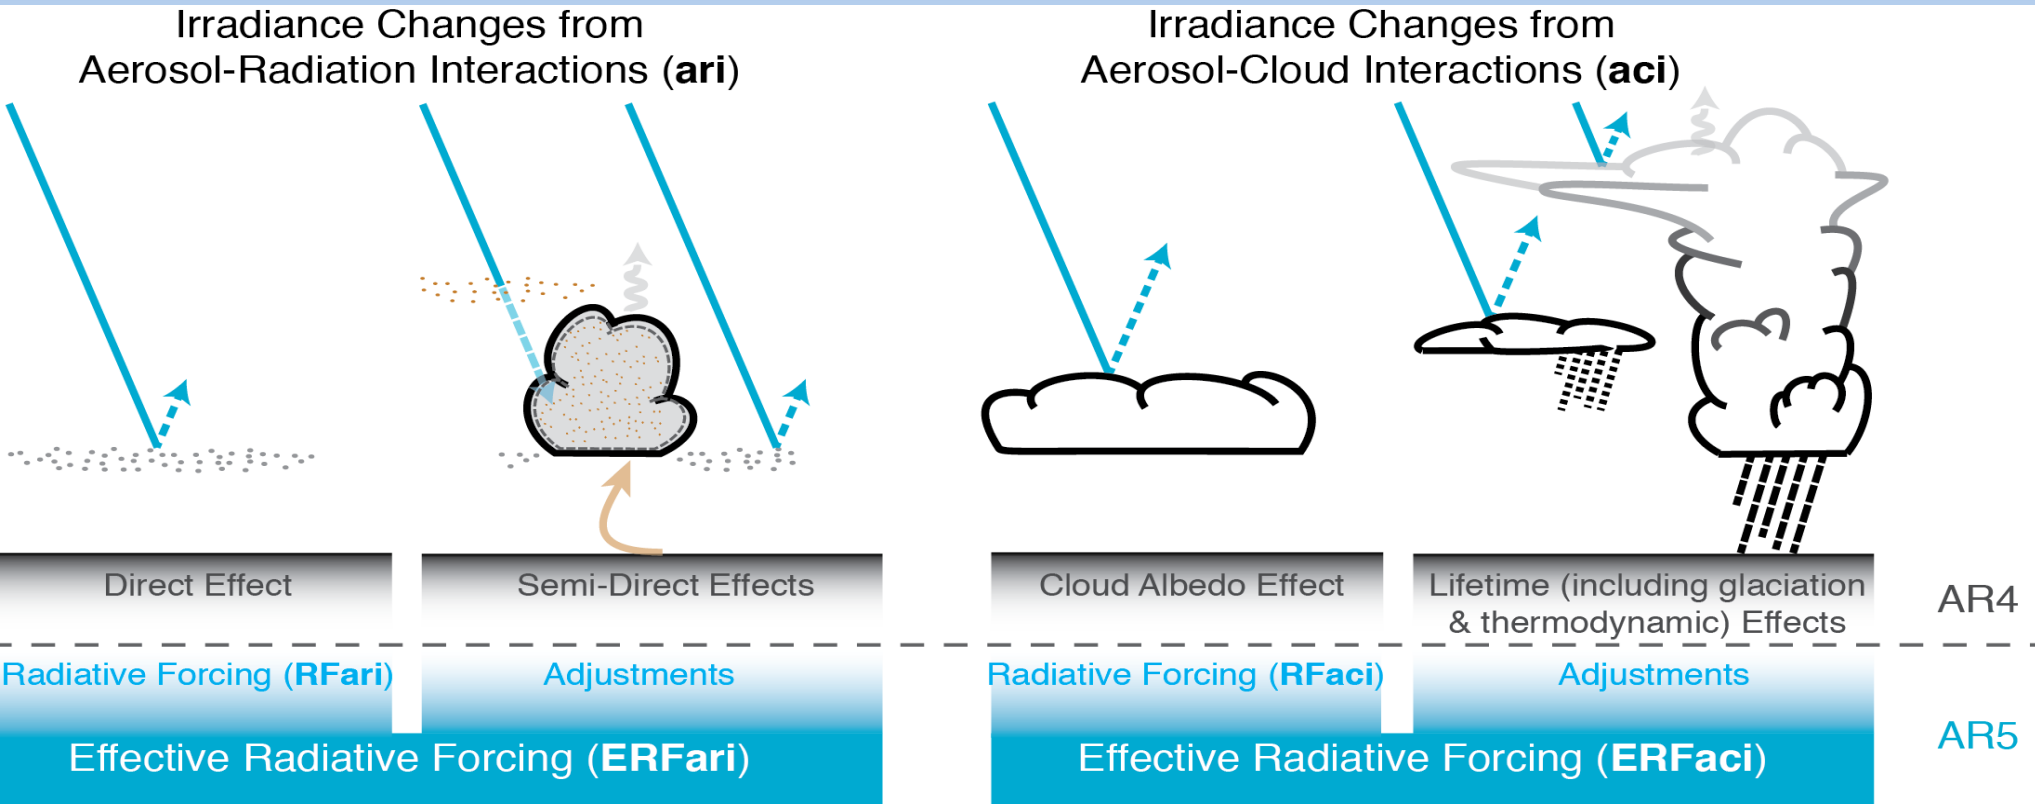 Irradiance Changes from
Aerosol-Radiation Interactions (ari)
Irradiance Changes from
Aerosol-Cloud Interactions (aci)
Direct Effect
Semi-Direct Effects
Cloud Albedo Effect
Lifetime (including glaciation
& thermodynamic) Effects
AR4
Radiative Forcing (RFari)
Adjustments
Radiative Forcing (RFaci)
Adjustments
AR5
Effective Radiative Forcing (ERFari)
Effective Radiative Forcing (ERFaci)